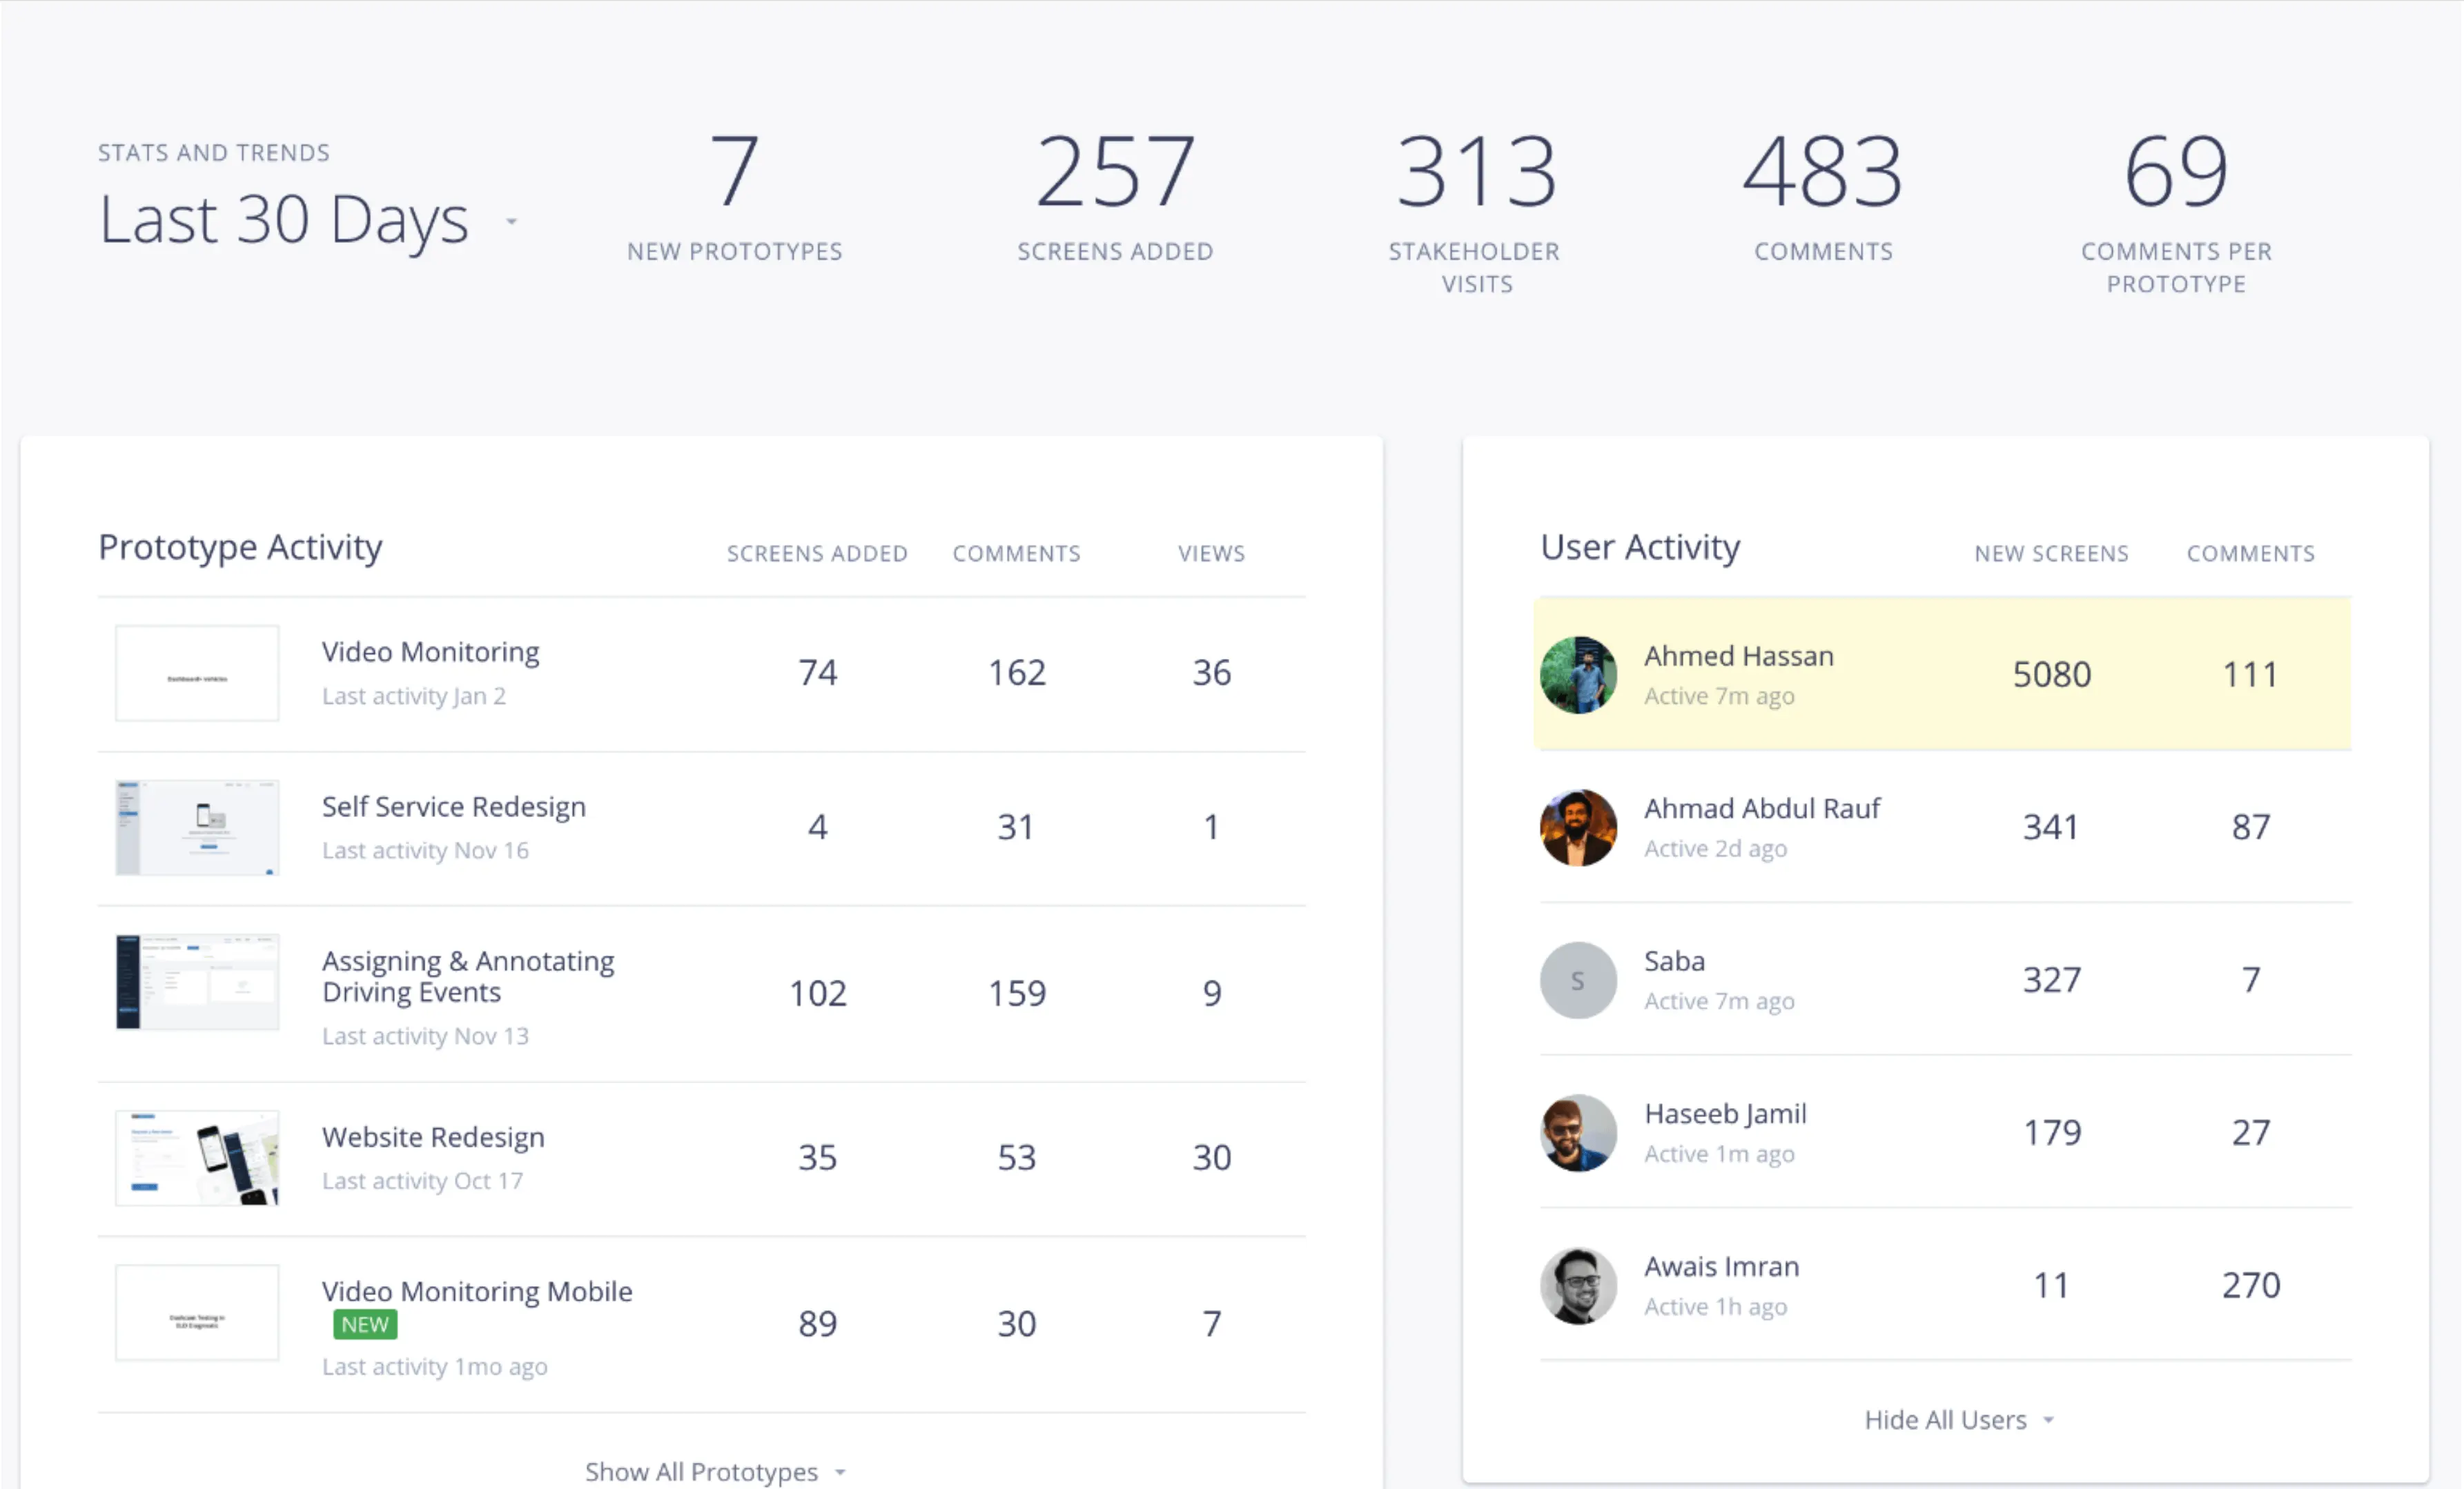 STATS AND TRENDS
Last 30 Days
7
NEW PROTOTYPES
257
SCREENS ADDED
313
STAKEHOLDER
VISITS
483
COMMENTS
69
COMMENTS PER
PROTOTYPE
Prototype Activity SCREENS ADDED COMMENTS VIEWS
Video Monitoring
Last activity Jan 2
74 162 36
Self Service Redesign
Last activity Nov 16
4 31 1
Assigning & Annotating
Driving Events
Last activity Nov 13
102 159 9
Website Redesign
Last activity Oct 17
35 53 30
Video Monitoring Mobile
NEW
Last activity 1mo ago
89 30 7
Show All Prototypes
User Activity NEW SCREENS COMMENTS
Ahmed Hassan
Active 7m ago
5080 111
Ahmad Abdul Rauf
Active 2d ago
341 87
S
Saba
Active 7m ago
327 7
Haseeb Jamil
Active 1m ago
179 27
Awais Imran
Active 1h ago
11 270
Hide All Users